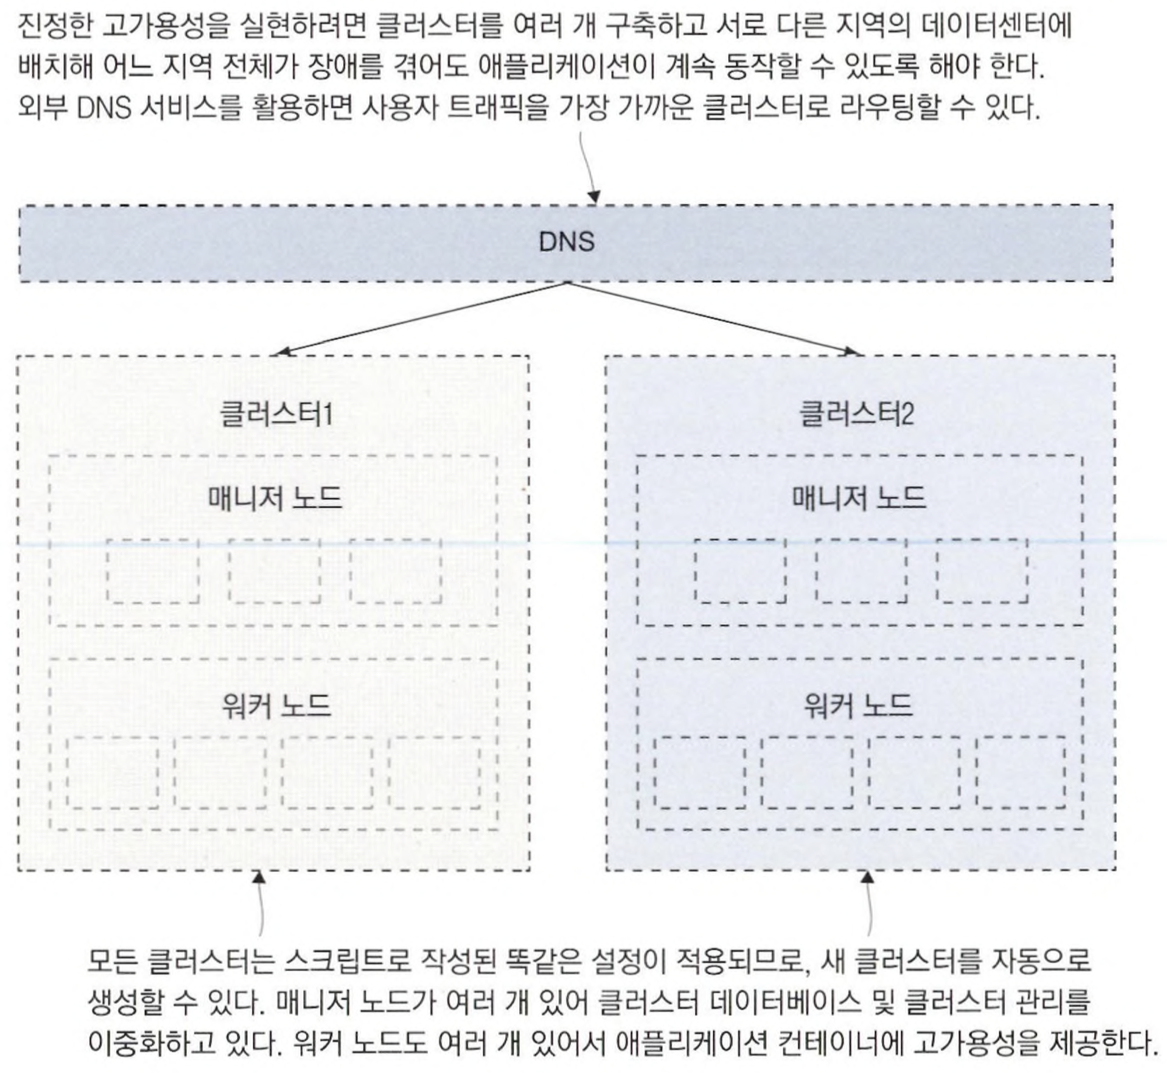 진정한 고가용성을 실현하려면 클러스터를 여러 개 구축하고 서로 다른 지역의 데이터센터에
배치해 어느 지역 전체가 장애를 겪어도 애플리케이션이 계속 동작할 수 있도록 해야 한다.
외부 DNS 서비스를 활용하면 사용자 트래픽을 가장 가까운 클러스터로 라우팅할 수 있다.
DNS
클러스터1
클러스터2
매니저 노드
매니저 노드
워커 노드
워커 노드
모든 클러스터는 스크립트로 작성된 똑같은 설정이 적용되므로, 새 클러스터를 자동으로
생성할 수 있다. 매니저 노드가 여러 개 있어 클러스터 데이터베이스 및 클러스터 관리를
이중화하고 있다. 워커 노드도 여러 개 있어서 애플리케이션 컨테이너에 고가용성을 제공한다.